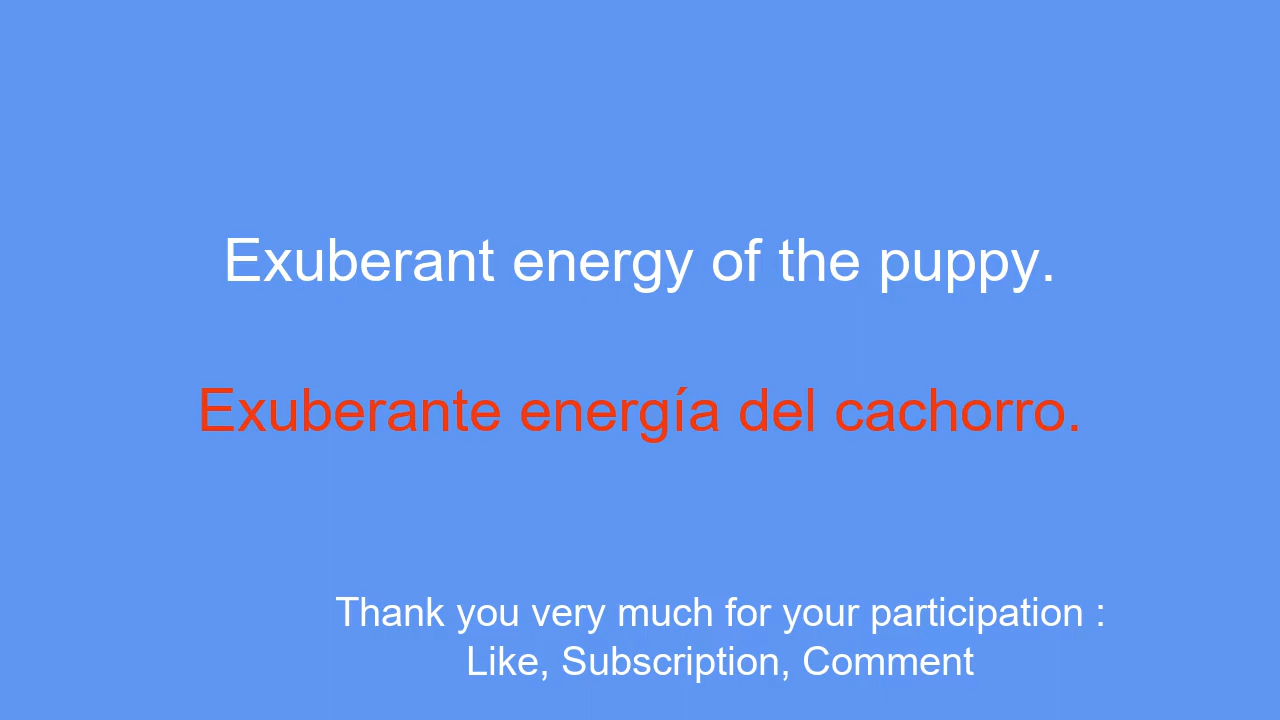 Exuberant energy of the puppy.
Exuberante energía del cachorro.
Thank you very much for your participation :
Like, Subscription, Comment